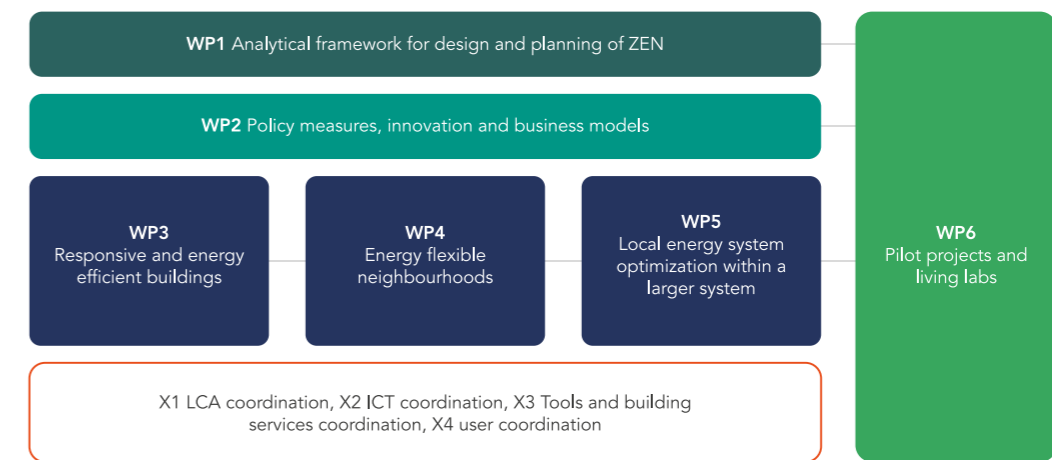 WP1 Analytical framework for design and planning of ZEN
WP2 Policy measures, innovation and business models
WP3
Responsive and energy
efficient buildings
WP4
Energy flexible
neighbourhoods
WP5
Local energy system
optimization within a
larger system
WP6
Pilot projects and
living labs
X1 LCA coordination, X2 ICT coordination, X3 Tools and building
services coordination, X4 user coordination